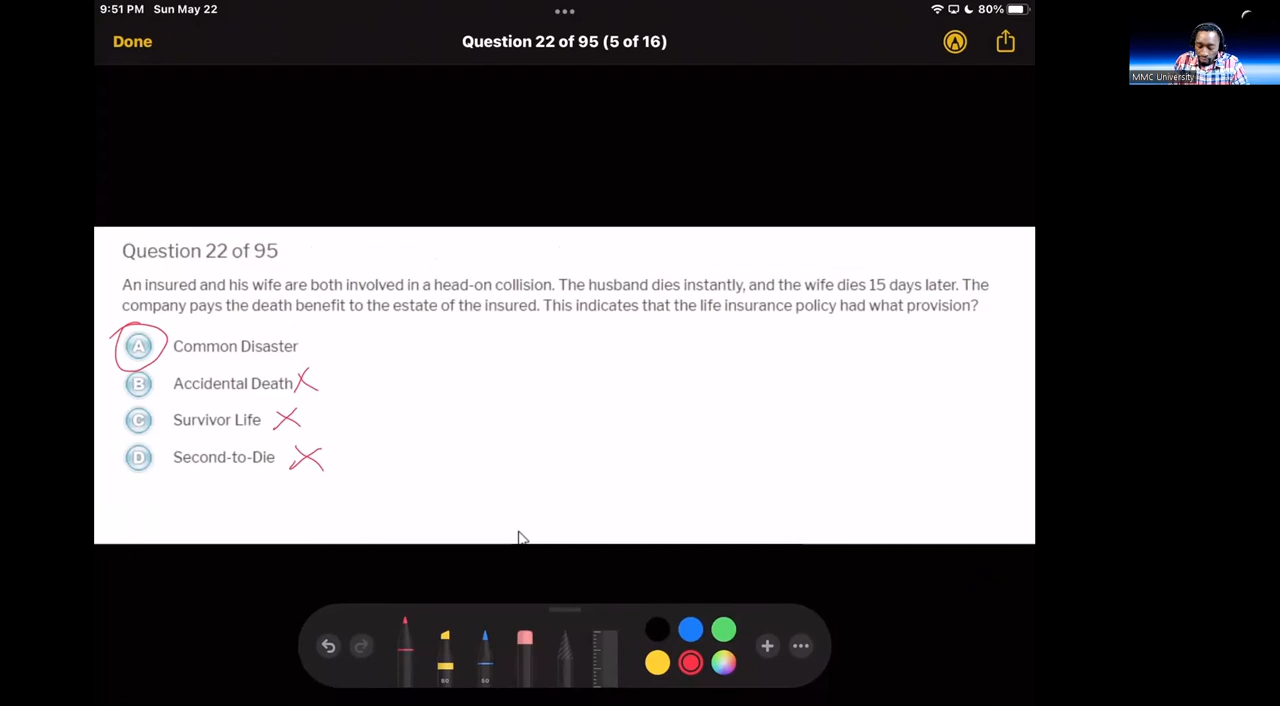 9:51 PM Sun May 22
80%
Done
Question 22 of 95 (5 of 16)
MMC University
Question 22 of 95
An insured and his wife are both involved in a head-on collision. The husband dies instantly, and the wife dies 15 days later. The
company pays the death benefit to the estate of the insured. This indicates that the life insurance policy had what provision?
A Common Disaster
B Accidental Death
C Survivor Life
D Second-to-Die